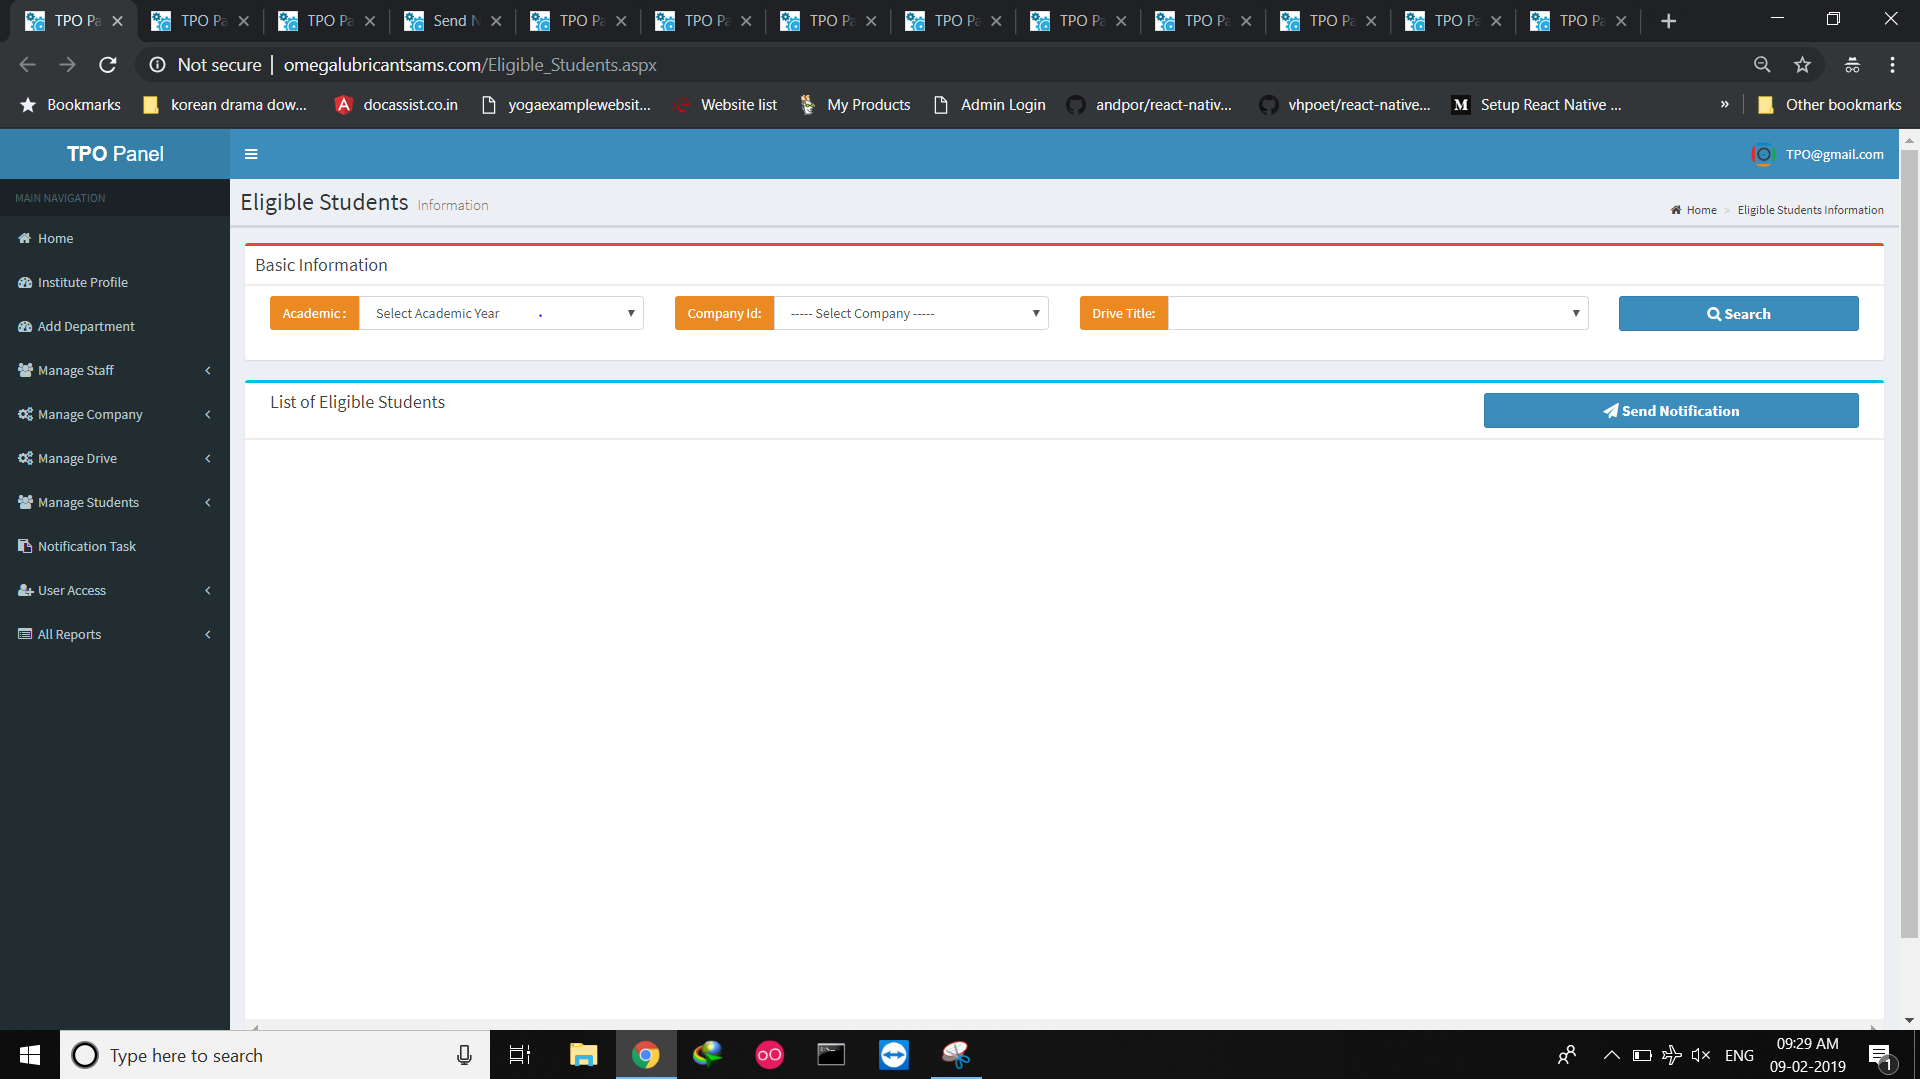 TPO Pa TPO Pa TPO Pa Send N TPO Pa TPO Pa TPO Pa TPO Pa TPO Pa TPO Pa TPO Pa TPO Pa TPO Pa
Not secure | omegalubricantsams.com/Eligible_Students.aspx
Bookmarks korean drama dow... docassist.co.in yogaexamplewebsit... Website list My Products Admin Login andpor/react-nativ... vhpoet/react-native... M Setup React Native ... » Other bookmarks
TPO Panel TPO@gmail.com
MAIN NAVIGATION
Eligible Students Information
Home > Eligible Students Information
Home
Institute Profile
Add Department
Manage Staff
Manage Company
Manage Drive
Manage Students
Notification Task
User Access
All Reports
Basic Information
Academic : Select Academic Year Company Id: ----- Select Company ----- Drive Title: Search
List of Eligible Students Send Notification
Type here to search
ENG
09:29 AM
09-02-2019
1